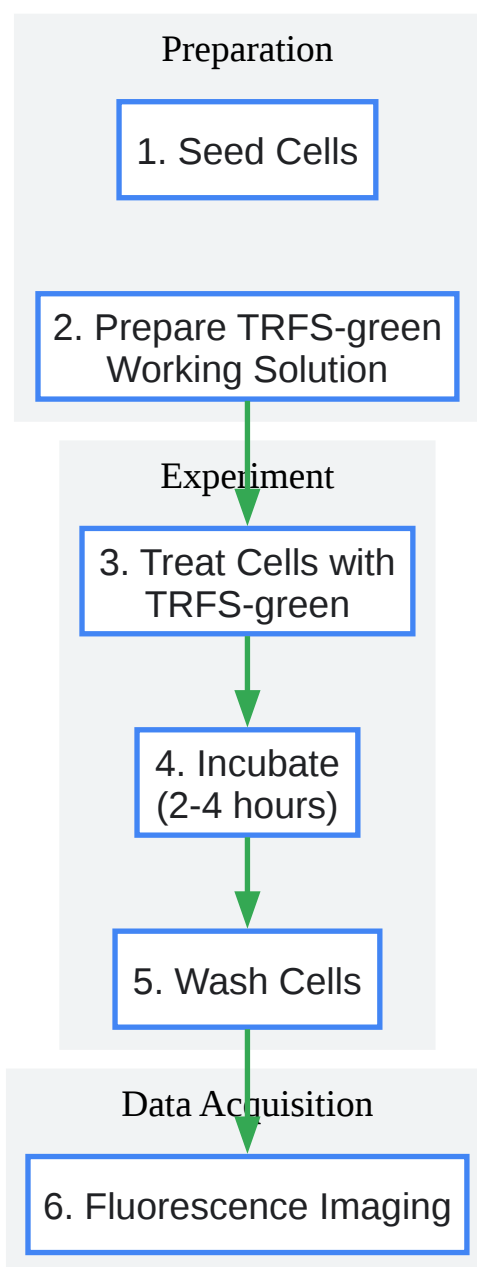 Preparation
1. Seed Cells
2. Prepare TRFS-green
Working Solution
Experiment
3. Treat Cells with
TRFS-green
4. Incubate
(2-4 hours)
5. Wash Cells
Data Acquisition
6. Fluorescence Imaging